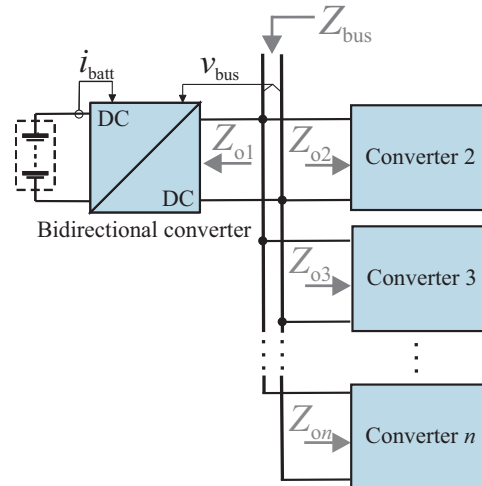 Z_bus
i_batt
v_bus
DC
DC
Z_o1
Z_o2
Converter 2
Bidirectional converter
Z_o3
Converter 3
Z_on
Converter n